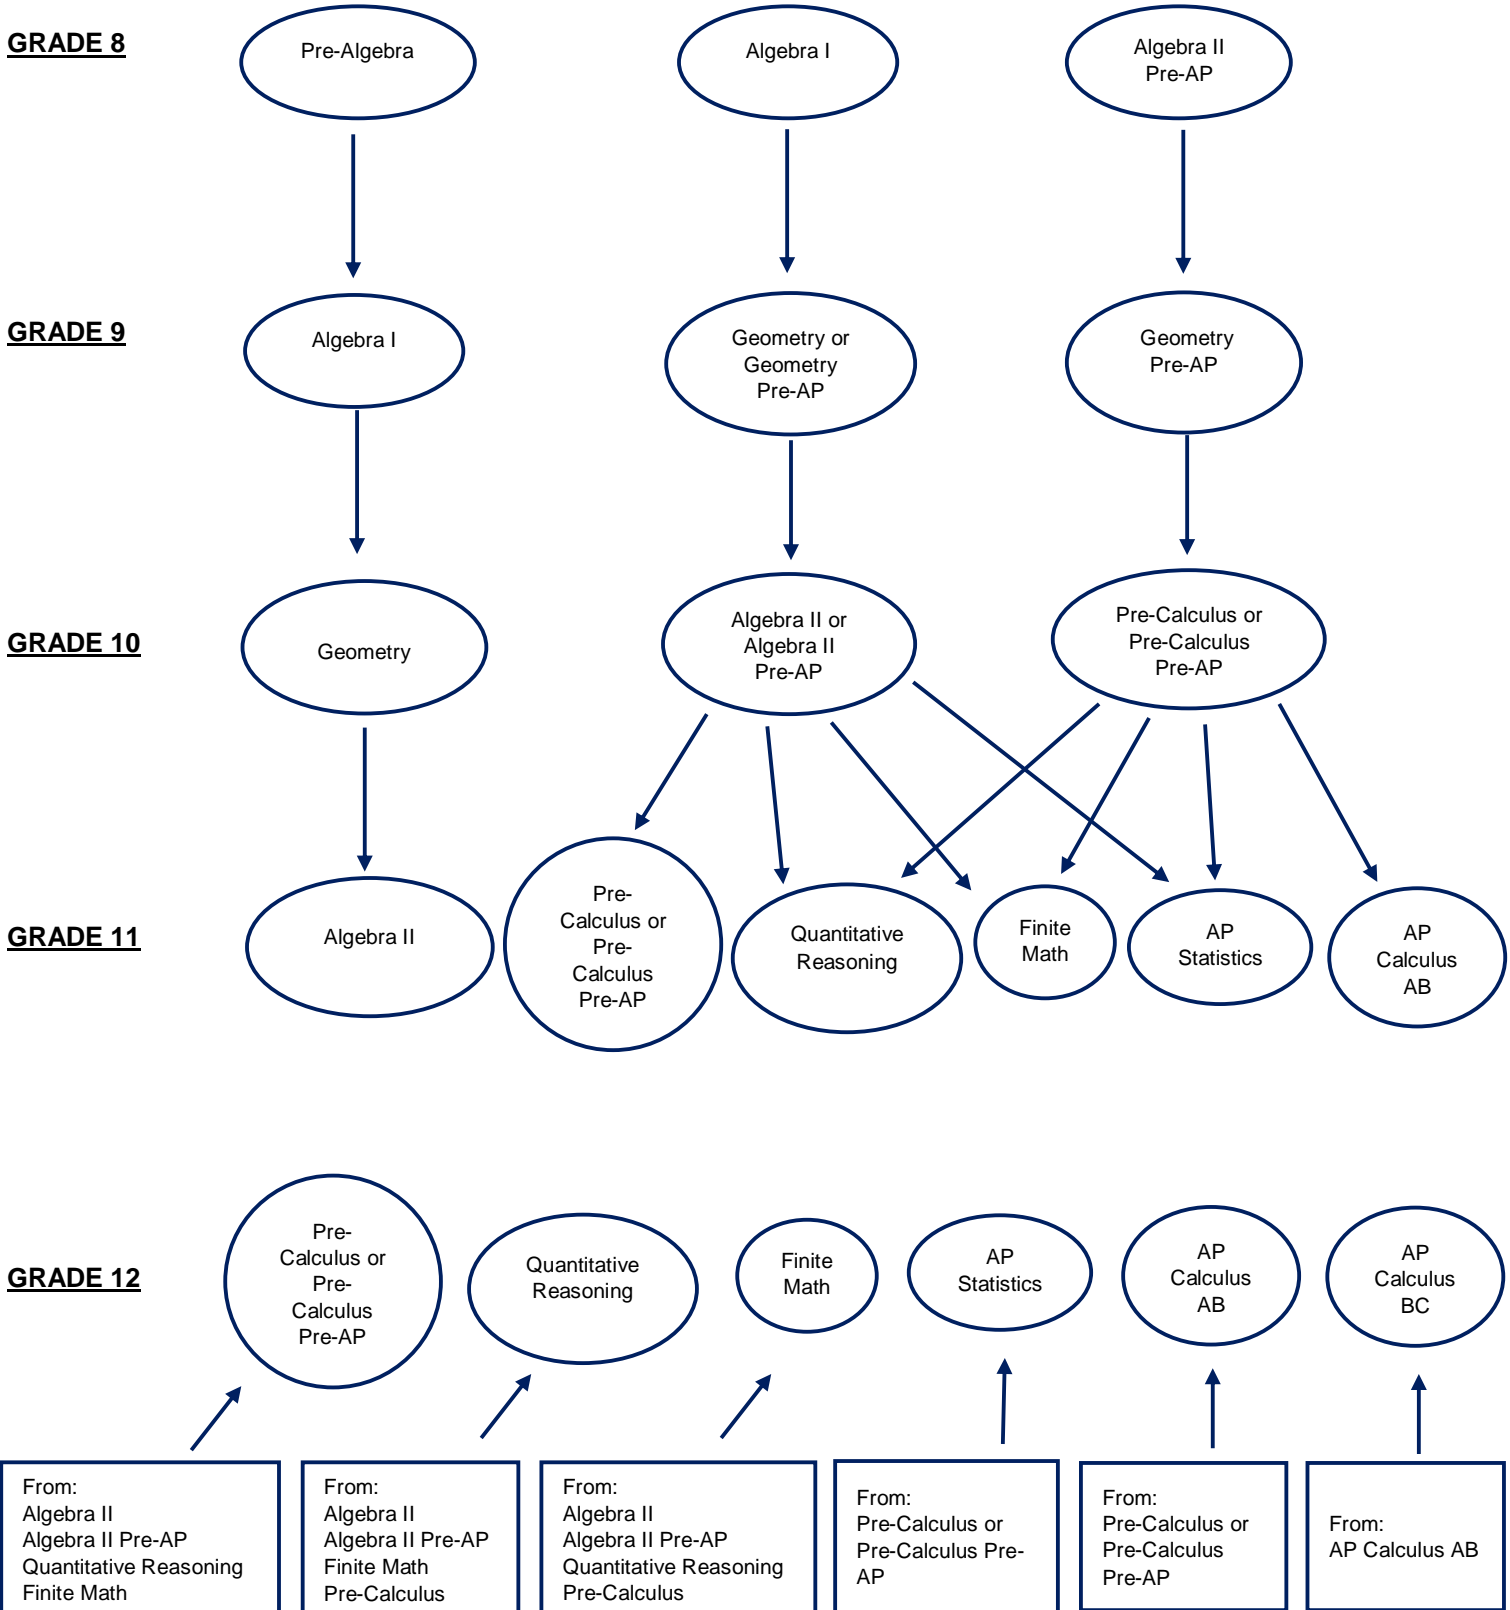 GRADE 8
Pre-Algebra
Algebra I
Algebra II
Pre-AP
GRADE 9
Algebra I
Geometry or
Geometry
Pre-AP
Geometry
Pre-AP
GRADE 10
Geometry
Algebra II or
Algebra II
Pre-AP
Pre-Calculus or
Pre-Calculus
Pre-AP
GRADE 11
Algebra II
Pre-
Calculus or
Pre-
Calculus
Pre-AP
Quantitative
Reasoning
Finite
Math
AP
Statistics
AP
Calculus
AB
GRADE 12
Pre-
Calculus or
Pre-
Calculus
Pre-AP
Quantitative
Reasoning
Finite
Math
AP
Statistics
AP
Calculus
AB
AP
Calculus
BC
From:
Algebra II
Algebra II Pre-AP
Quantitative Reasoning
Finite Math
From:
Algebra II
Algebra II Pre-AP
Finite Math
Pre-Calculus
From:
Algebra II
Algebra II Pre-AP
Quantitative Reasoning
Pre-Calculus
From:
Pre-Calculus or
Pre-Calculus Pre-
AP
From:
Pre-Calculus or
Pre-Calculus
Pre-AP
From:
AP Calculus AB